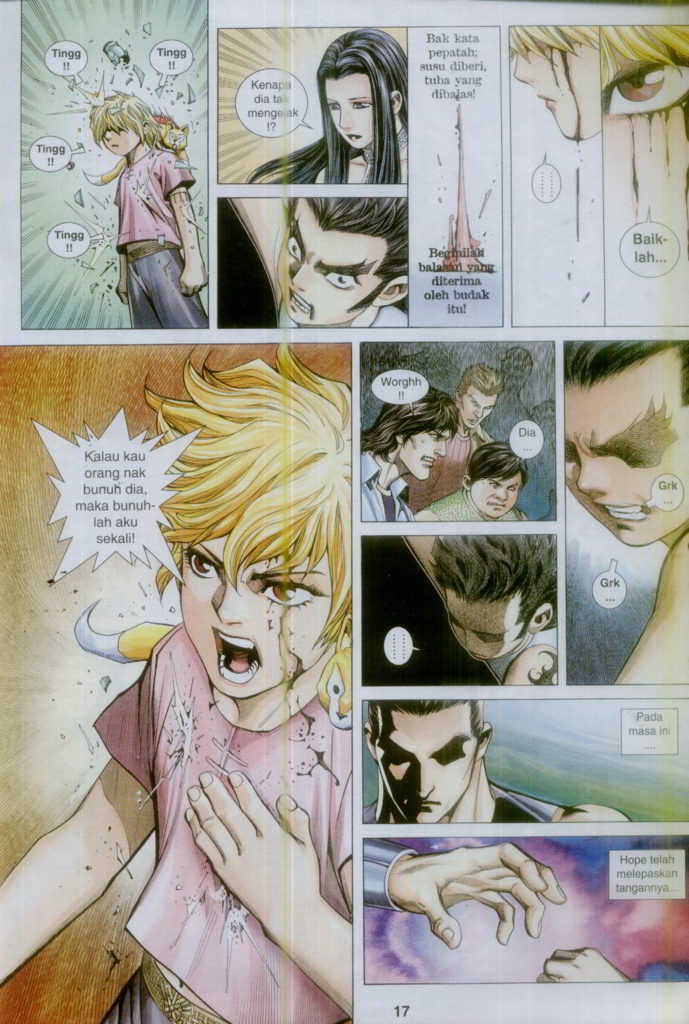 Tingg
!!
Tingg
!!
Tingg
!!
Tingg
!!
Kenapa
dia tak
mengelak
!?
Bak kata
pepatah;
susu diberi,
tuba yang
dibalas!
Beginilah
balasan yang
diterima
oleh budak
itu!
Baik-
lah...
Kalau kau
orang nak
bunuh dia,
maka bunuh-
lah aku
sekali!
Worghh
!!
Dia
...
Grk
...
Grk
...
Pada
masa ini
....
Hope telah
melepaskan
tangannya...
17